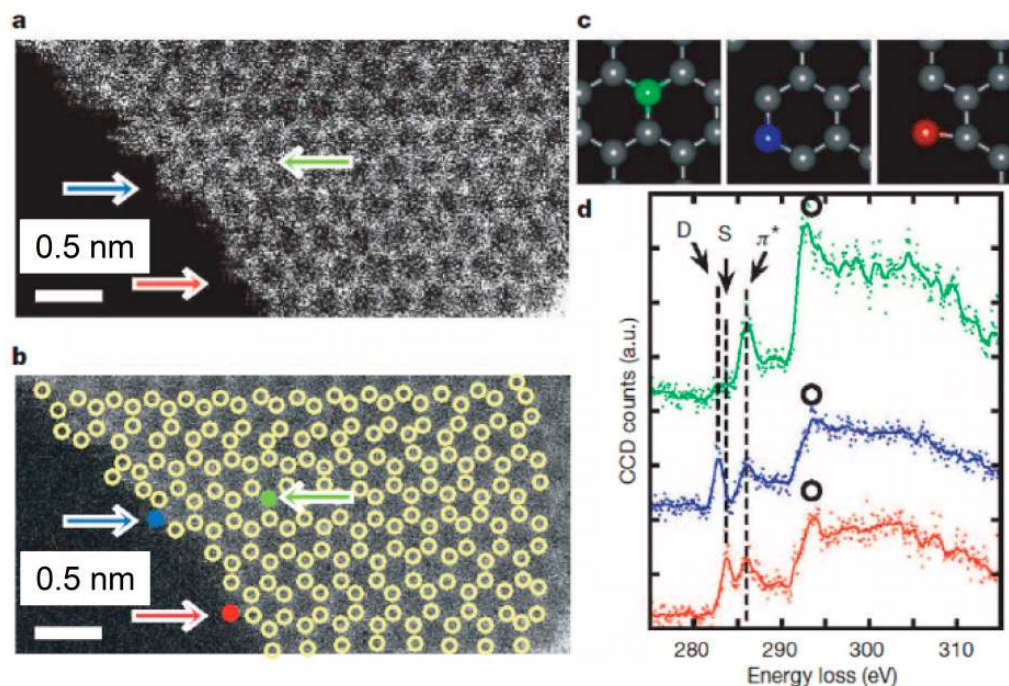 a
0.5 nm
b
0.5 nm
c
d
D
S
π*
CCD counts (a.u.)
280
290
300
310
Energy loss (eV)